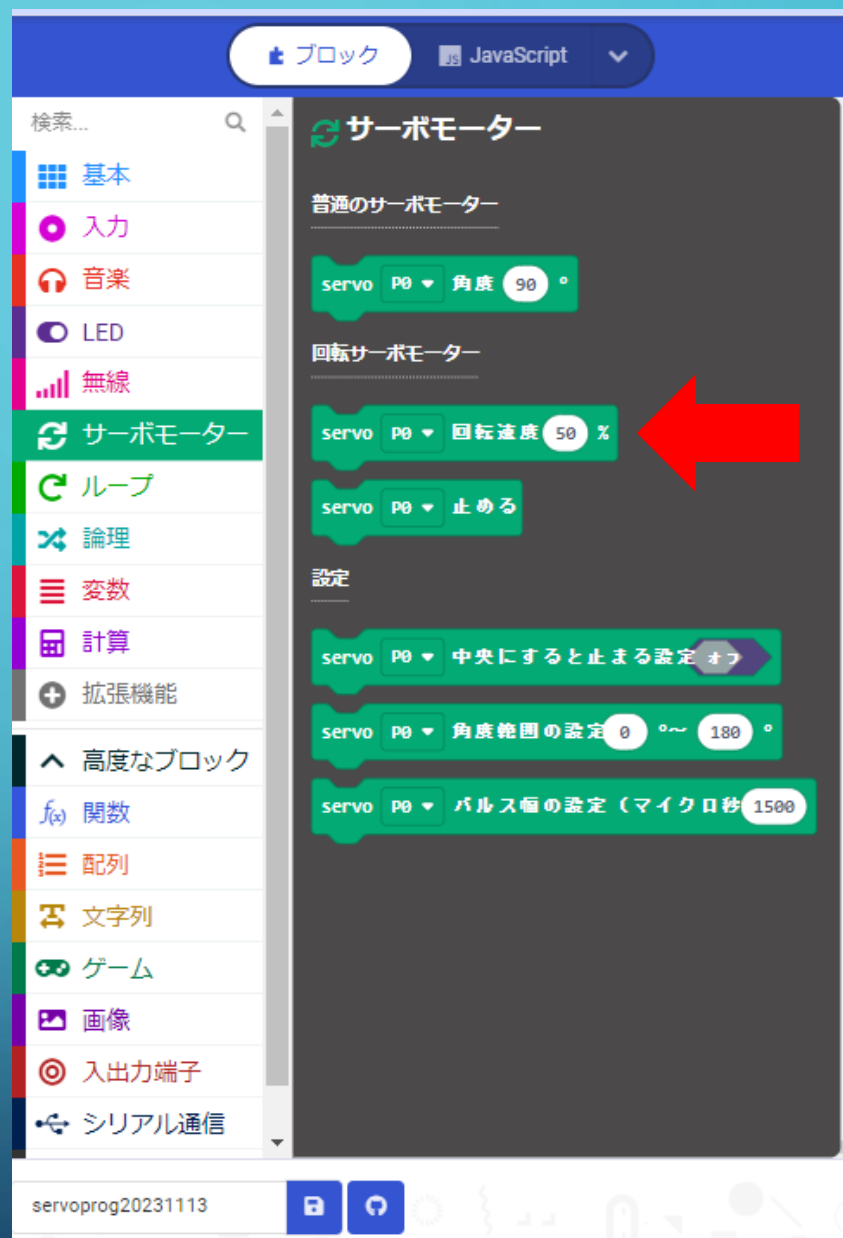 ブロック JS JavaScript
検索...
基本
入力
音楽
LED
無線
サーボモーター
ループ
論理
変数
計算
拡張機能
高度なブロック
f(x) 関数
配列
文字列
ゲーム
画像
入出力端子
シリアル通信
サーボモーター
普通のサーボモーター
servo P0 角度 90 °
回転サーボモーター
servo P0 回転速度 50 %
servo P0 止める
設定
servo P0 中央にすると止まる設定 オフ
servo P0 角度範囲の設定 0 °~ 180 °
servo P0 パルス幅の設定(マイクロ秒 1500
servoprog20231113